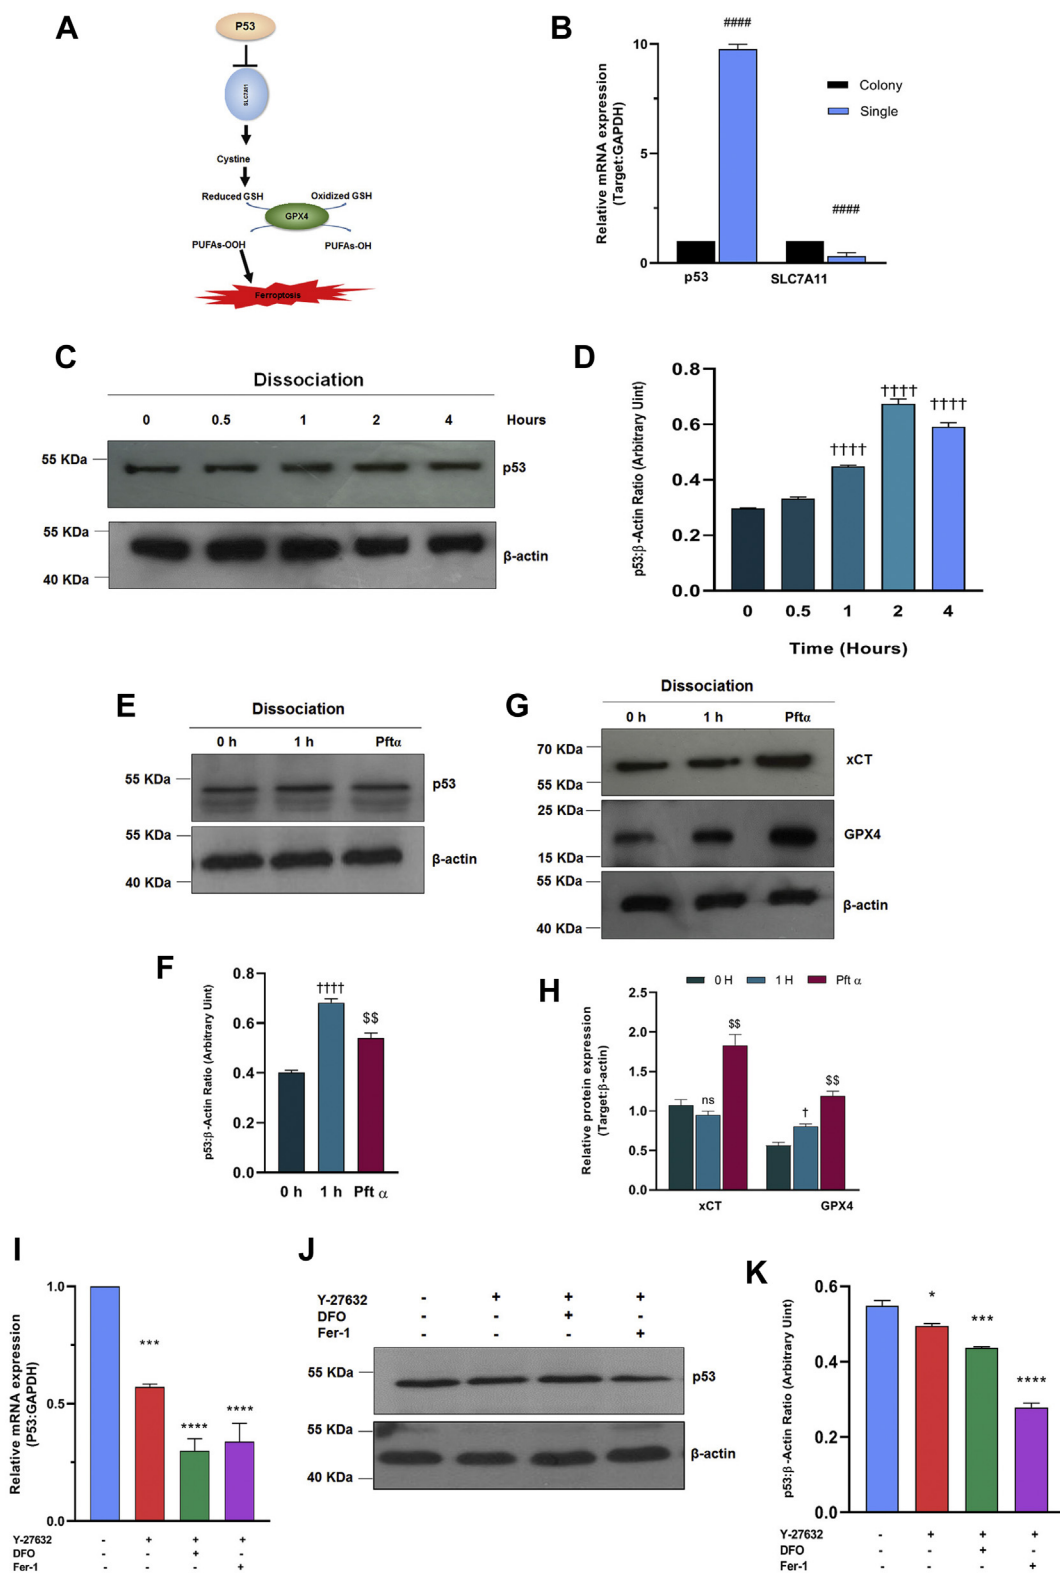 A
P53
SLC7A11
Cystine
Reduced GSH
Oxidized GSH
GPX4
PUFAs-OOH
PUFAs-OH
Ferroptosis
B
Relative mRNA expression
(Target:GAPDH)
10
5
0
####
####
Colony
Single
p53
SLC7A11
C
Dissociation
0 0.5 1 2 4 Hours
55 KDa
p53
55 KDa
β-actin
40 KDa
D
p53:β-Actin Ratio (Arbitrary Uint)
0.8
0.6
0.4
0.2
0.0
††††
††††
††††
0 0.5 1 2 4
Time (Hours)
E
Dissociation
0 h 1 h Pftα
55 KDa
p53
55 KDa
β-actin
40 KDa
F
p53:β-Actin Ratio (Arbitrary Uint)
0.8
0.6
0.4
0.2
0.0
††††
$$
0 h 1 h Pft α
G
Dissociation
0 h 1 h Pftα
70 KDa
xCT
55 KDa
25 KDa
GPX4
15 KDa
55 KDa
β-actin
40 KDa
H
0 H 1 H Pft α
Relative protein expression
(Target:β-actin)
2.5
2.0
1.5
1.0
0.5
0.0
ns
$$
†
$$
xCT GPX4
I
Relative mRNA expression
(P53:GAPDH)
1.0
0.5
0.0
***
****
****
Y-27632 - + + +
DFO - - + -
Fer-1 - - - +
J
Y-27632 - + + +
DFO - - + -
Fer-1 - - - +
55 KDa
p53
55 KDa
β-actin
40 KDa
K
p53:β-Actin Ratio (Arbitrary Uint)
0.6
0.4
0.2
0.0
*
***
****
Y-27632 - + + +
DFO - - + -
Fer-1 - - - +